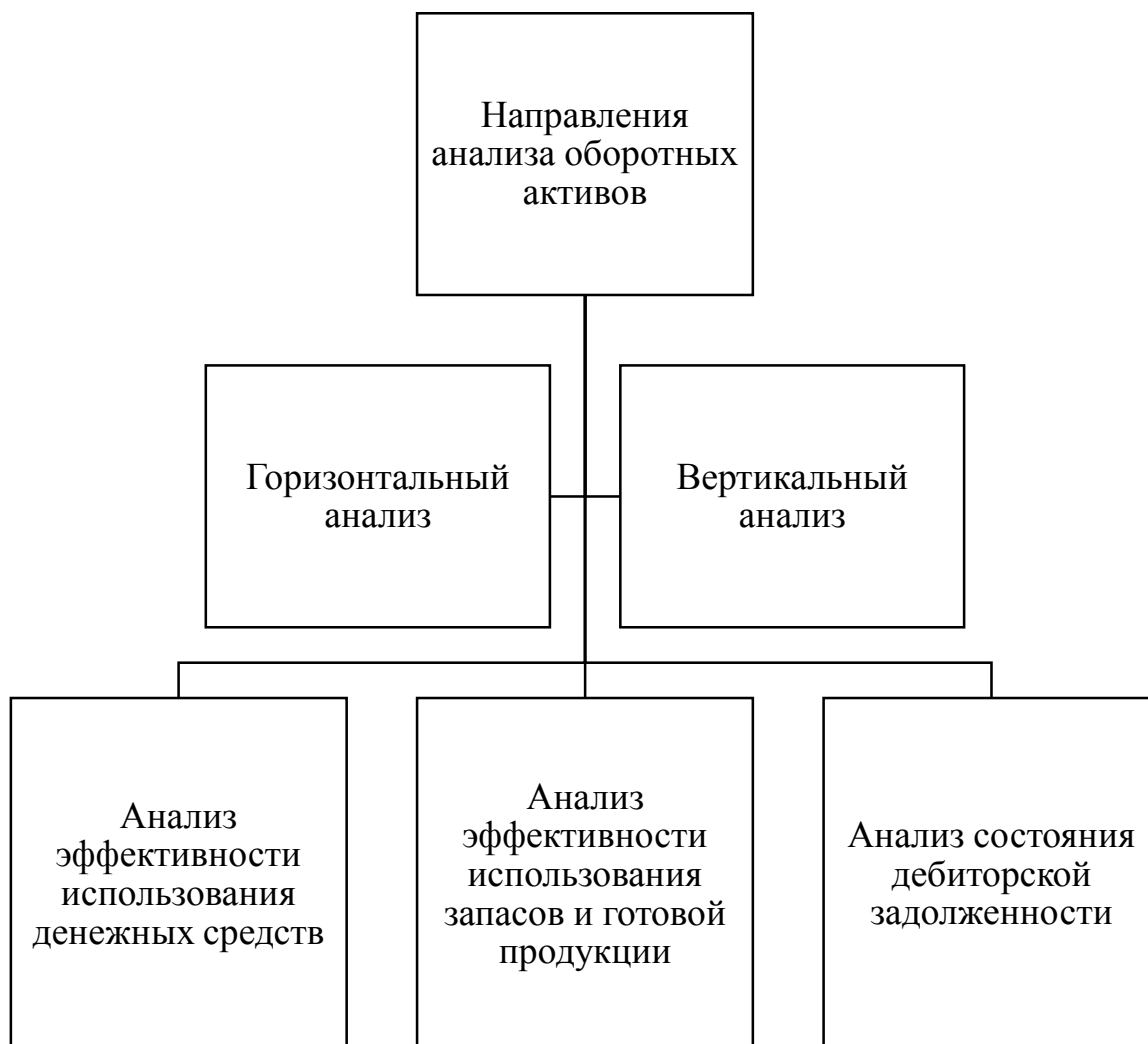 Направления
анализа оборотных
активов
Горизонтальный
анализ
Вертикальный
анализ
Анализ
эффективности
использования
денежных средств
Анализ
эффективности
использования
запасов и готовой
продукции
Анализ состояния
дебиторской
задолженности